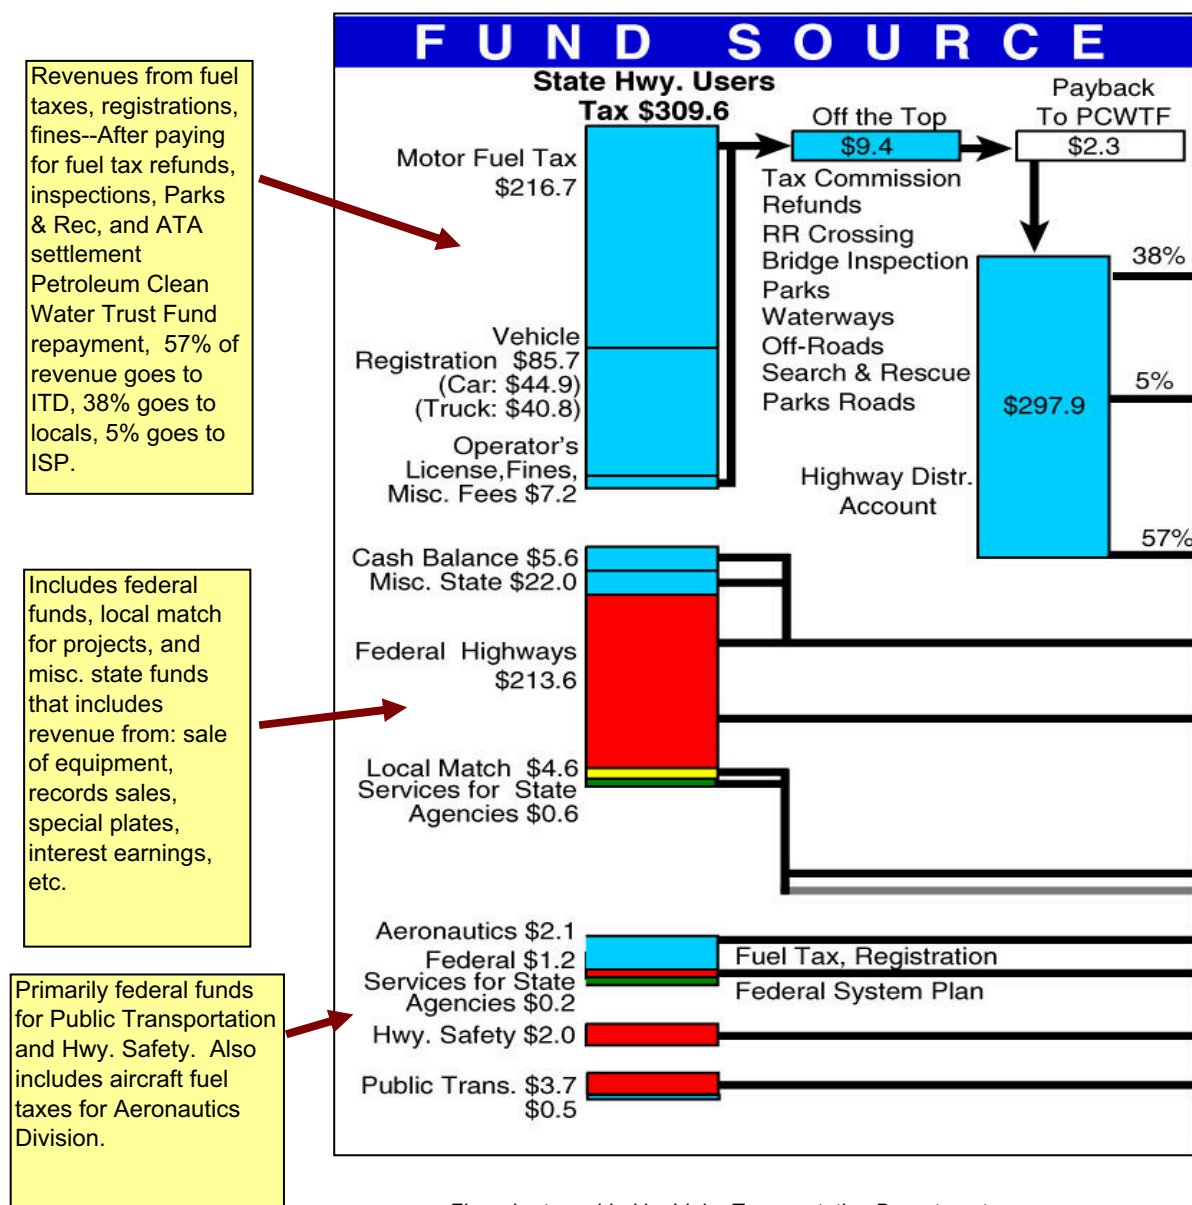 FUND SOURCE
Revenues from fuel
taxes, registrations,
fines--After paying
for fuel tax refunds,
inspections, Parks
& Rec, and ATA
settlement
Petroleum Clean
Water Trust Fund
repayment, 57% of
revenue goes to
ITD, 38% goes to
locals, 5% goes to
ISP.
State Hwy. Users
Tax $309.6
Motor Fuel Tax
$216.7
Vehicle
Registration $85.7
(Car: $44.9)
(Truck: $40.8)
Operator's
License,Fines,
Misc. Fees $7.2
Off the Top
$9.4
Tax Commission
Refunds
RR Crossing
Bridge Inspection
Parks
Waterways
Off-Roads
Search & Rescue
Parks Roads
Payback
To PCWTF
$2.3
Highway Distr.
Account
$297.9
38%
5%
57%
Includes federal
funds, local match
for projects, and
misc. state funds
that includes
revenue from: sale
of equipment,
records sales,
special plates,
interest earnings,
etc.
Cash Balance $5.6
Misc. State $22.0
Federal Highways
$213.6
Local Match $4.6
Services for State
Agencies $0.6
Primarily federal funds
for Public Transportation
and Hwy. Safety. Also
includes aircraft fuel
taxes for Aeronautics
Division.
Aeronautics $2.1
Federal $1.2
Services for State
Agencies $0.2
Hwy. Safety $2.0
Public Trans. $3.7
$0.5
Fuel Tax, Registration
Federal System Plan